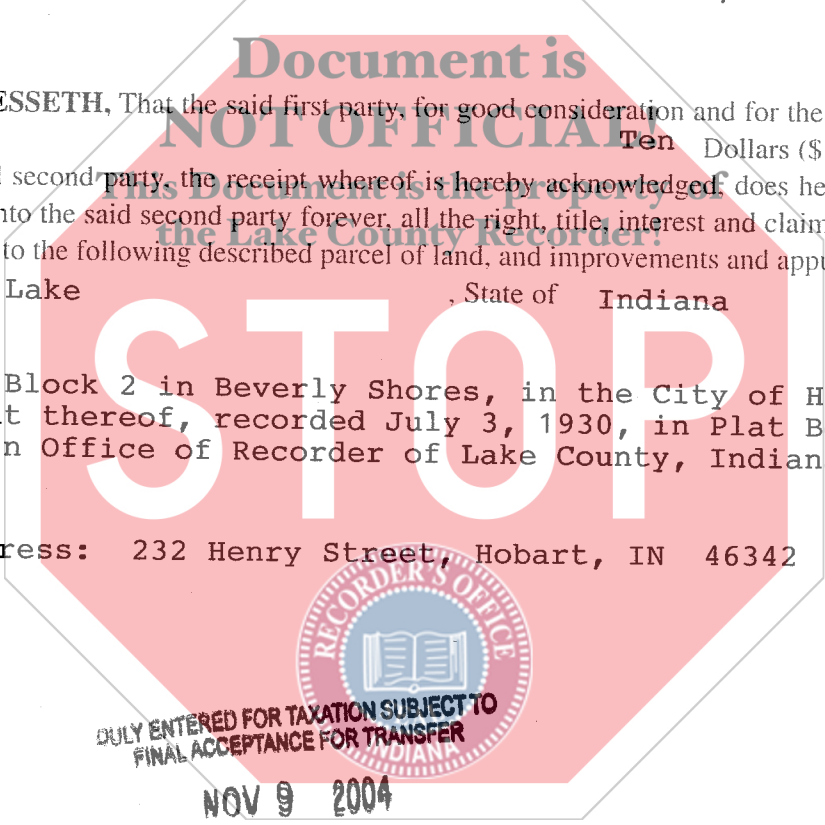 Document is
ESSETH, That the said first party, for good consideration and for the
NOT OFFICIAL!
Ten Dollars ($
second party, the receipt whereof is hereby acknowledged, does he
This Document is the property of
nto the said second party forever, all the right, title, interest and claim
the Lake County Recorder!
to the following described parcel of land, and improvements and appu
Lake , State of Indiana
STOP
Block 2 in Beverly Shores, in the City of H
t thereof, recorded July 3, 1930, in Plat B
n Office of Recorder of Lake County, Indian
ress: 232 Henry Street, Hobart, IN 46342
RECORDER'S OFFICE
INDIANA
DULY ENTERED FOR TAXATION SUBJECT TO
FINAL ACCEPTANCE FOR TRANSFER
NOV 9 2004